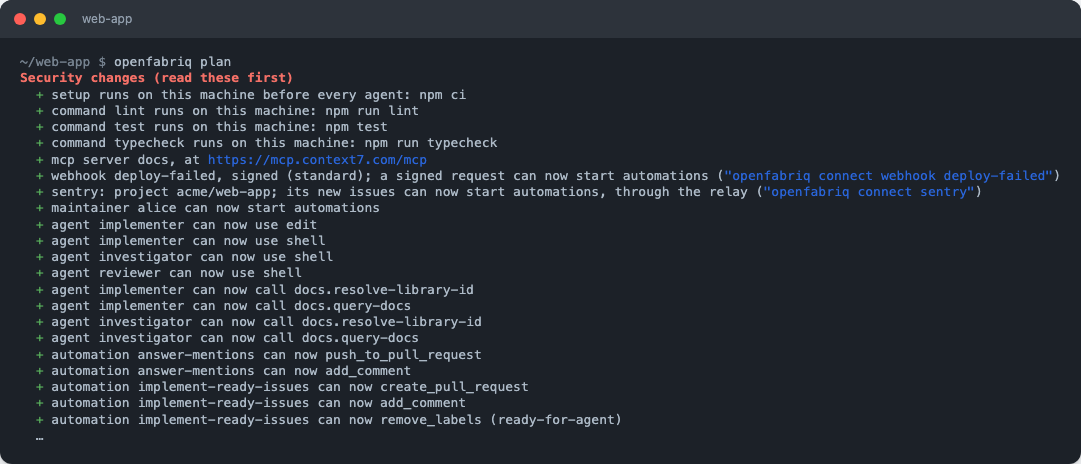 web-app
~/web-app $ openfabriq plan
Security changes (read these first)
+ setup runs on this machine before every agent: npm ci
+ command lint runs on this machine: npm run lint
+ command test runs on this machine: npm test
+ command typecheck runs on this machine: npm run typecheck
+ mcp server docs, at https://mcp.context7.com/mcp
+ webhook deploy-failed, signed (standard); a signed request can now start automations ("openfabriq connect webhook deploy-failed")
+ sentry: project acme/web-app; its new issues can now start automations, through the relay ("openfabriq connect sentry")
+ maintainer alice can now start automations
+ agent implementer can now use edit
+ agent implementer can now use shell
+ agent investigator can now use shell
+ agent reviewer can now use shell
+ agent implementer can now call docs.resolve-library-id
+ agent implementer can now call docs.query-docs
+ agent investigator can now call docs.resolve-library-id
+ agent investigator can now call docs.query-docs
+ automation answer-mentions can now push_to_pull_request
+ automation answer-mentions can now add_comment
+ automation implement-ready-issues can now create_pull_request
+ automation implement-ready-issues can now add_comment
+ automation implement-ready-issues can now remove_labels (ready-for-agent)
…